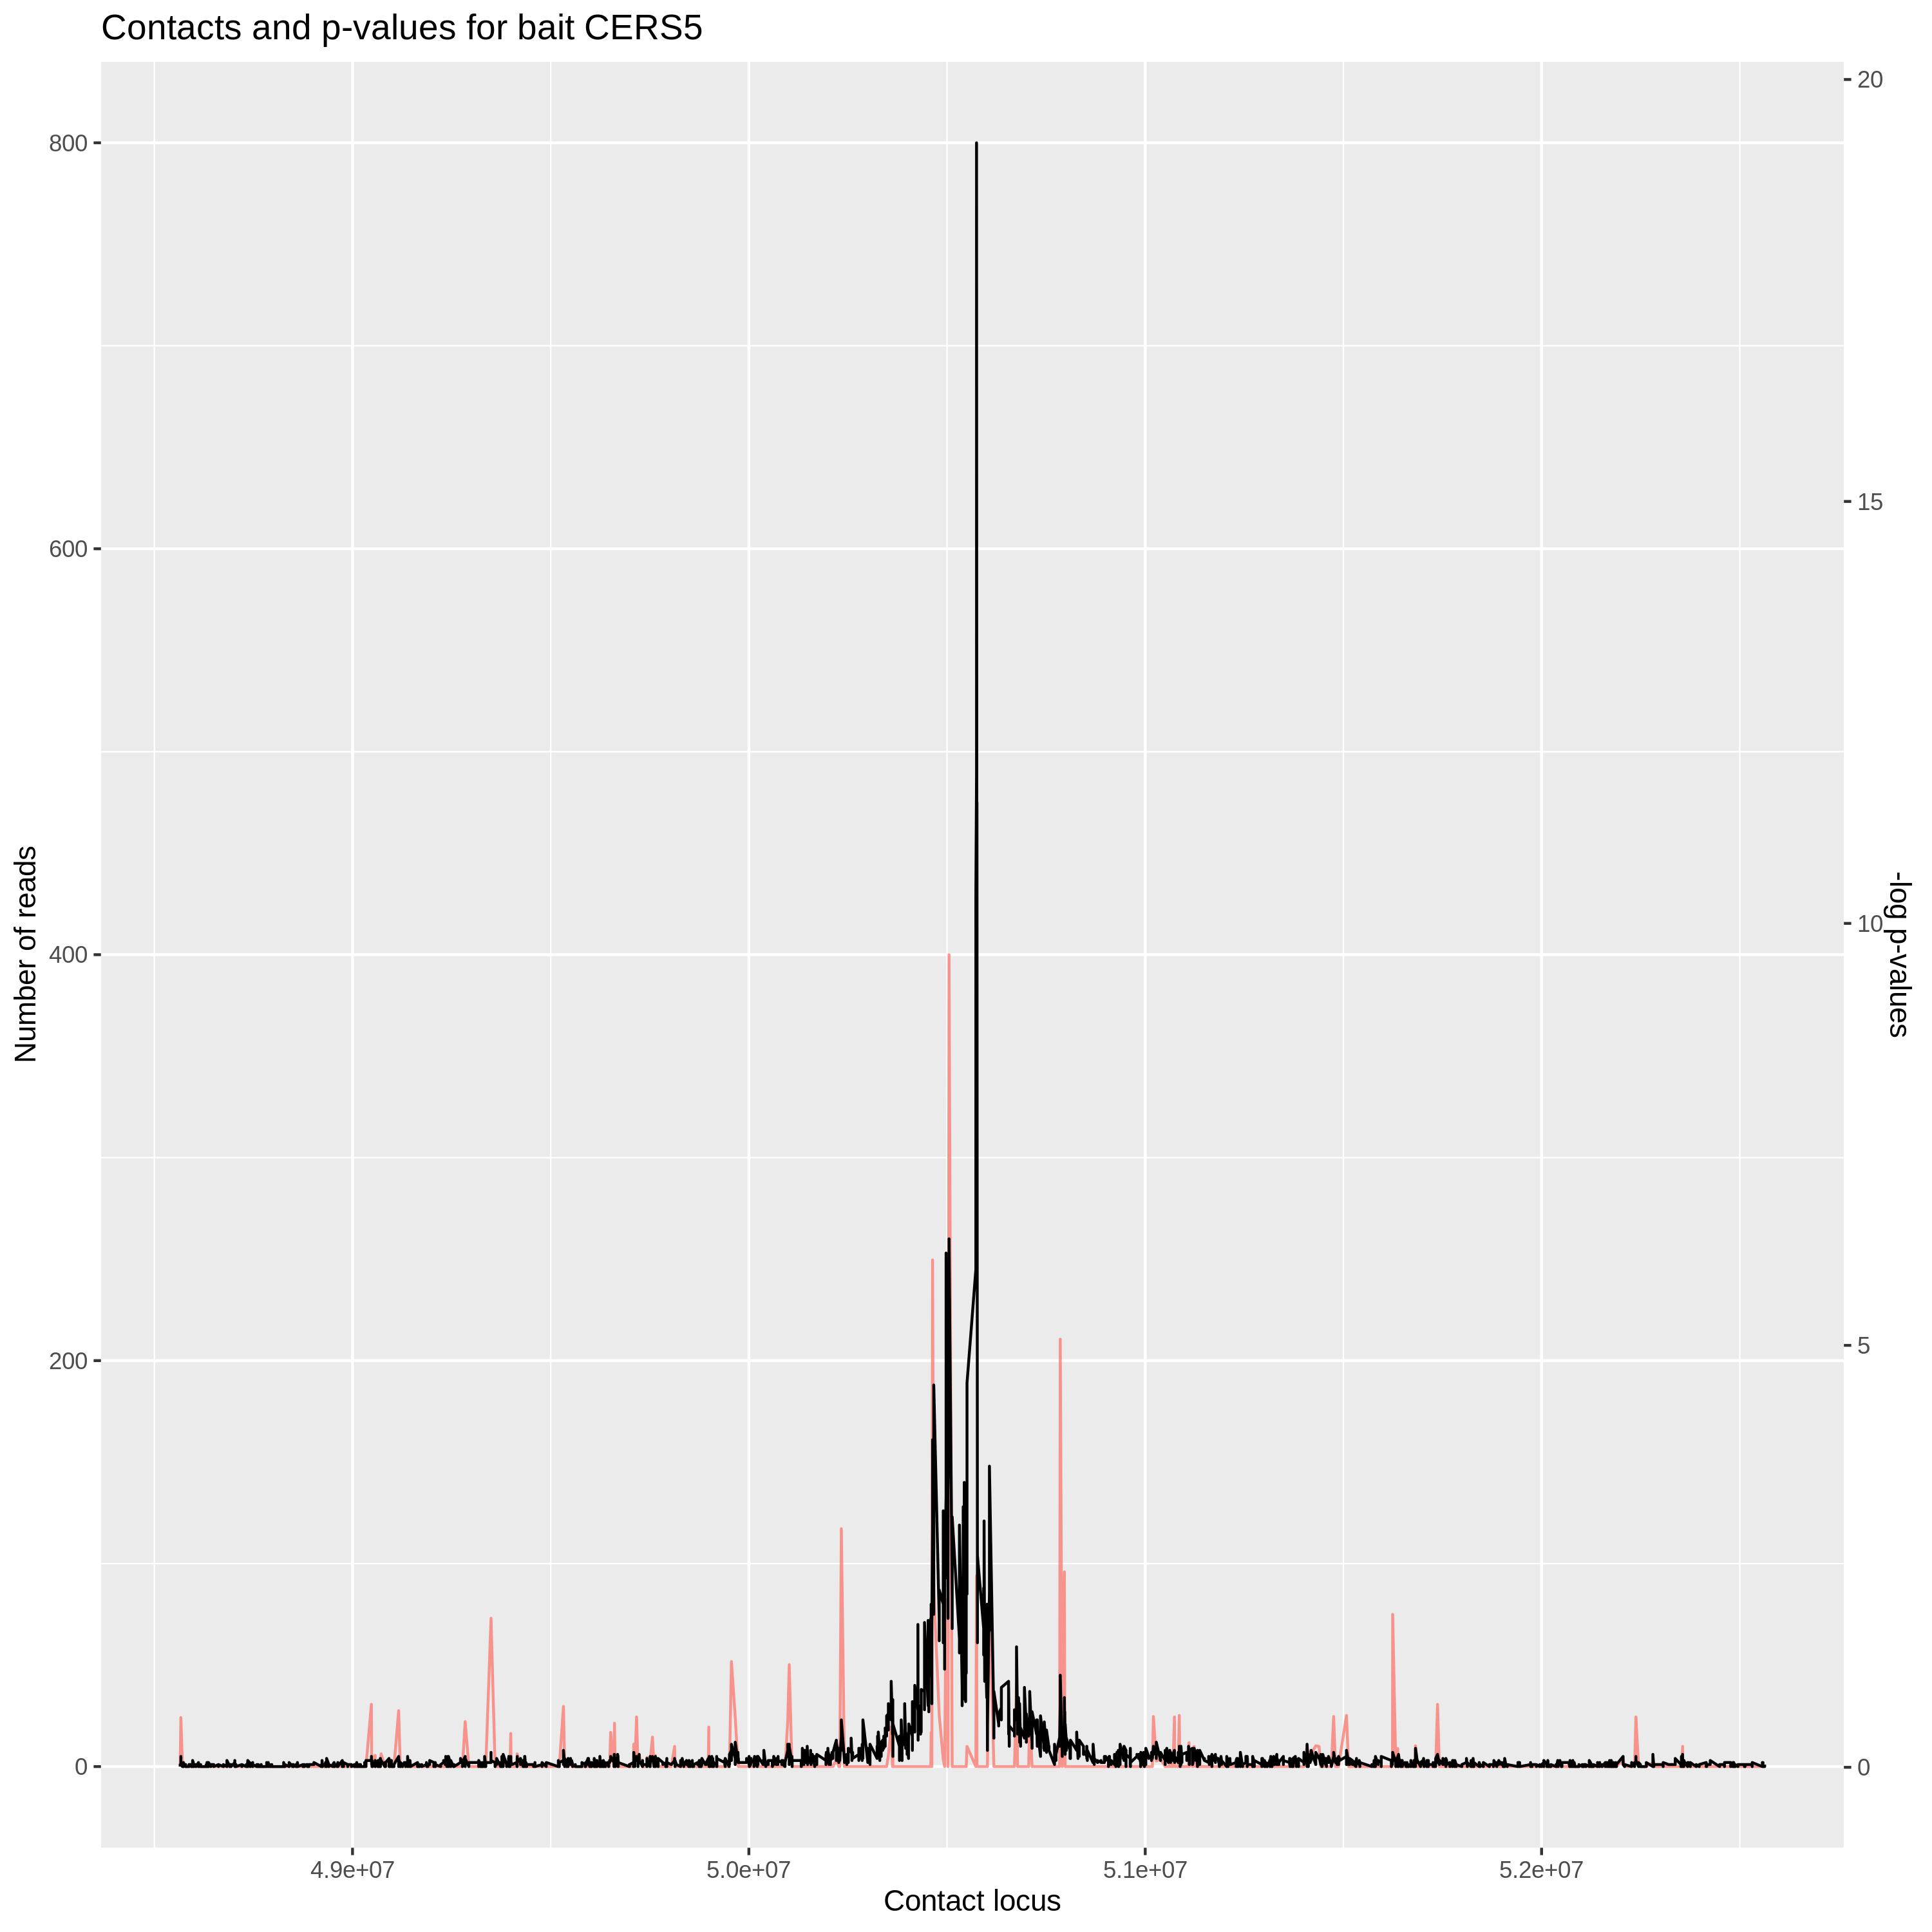 Contacts and p-values for bait CERS5
800
600
400
200
0
Number of reads
20
15
10
5
0
-log p-values
4.9e+07
5.0e+07
5.1e+07
5.2e+07
Contact locus